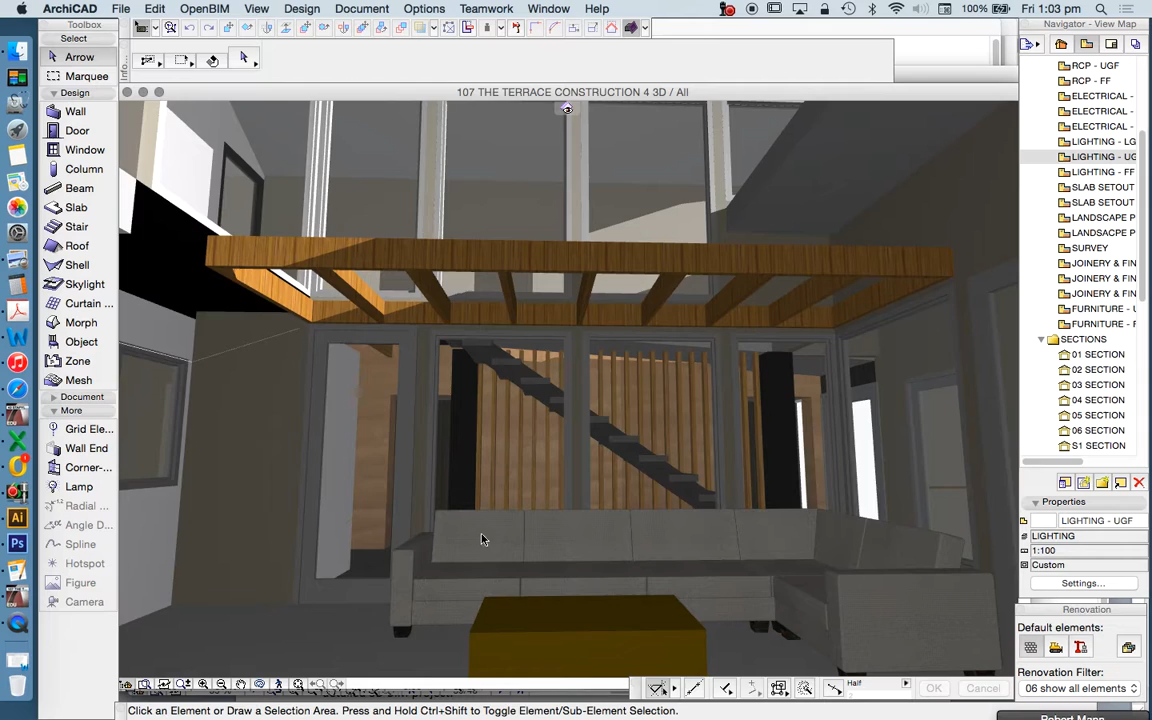 ArchiCAD File Edit OpenBIM View Design Document Options Teamwork Window Help 100% Fri 1:03 pm
Select
Arrow
Marquee
Design
Wall
Door
Window
Column
Beam
Slab
Stair
Roof
Shell
Skylight
Curtain ...
Morph
Object
Zone
Mesh
Document
More
Grid Ele...
Wall End
Corner-...
Lamp
Radial ...
Angle D...
Spline
Hotspot
Figure
Camera
107 THE TERRACE CONSTRUCTION 4 3D / All
Navigator - View Map
RCP - UGF
RCP - FF
ELECTRICAL -
ELECTRICAL -
ELECTRICAL -
LIGHTING - LG
LIGHTING - UG
LIGHTING - FF
SLAB SETOUT
SLAB SETOUT
LANDSCAPE P
LANDSCAPE P
SURVEY
JOINERY & FIN
JOINERY & FIN
JOINERY & FIN
FURNITURE - U
FURNITURE - F
SECTIONS
01 SECTION
02 SECTION
03 SECTION
04 SECTION
05 SECTION
06 SECTION
S1 SECTION
Properties
LIGHTING - UGF
LIGHTING
1:100
Custom
Settings...
Renovation
Default elements:
Renovation Filter:
06 show all elements
Half
2
OK Cancel
Click an Element or Draw a Selection Area. Press and Hold Ctrl+Shift to Toggle Element/Sub-Element Selection.
Robert Mann